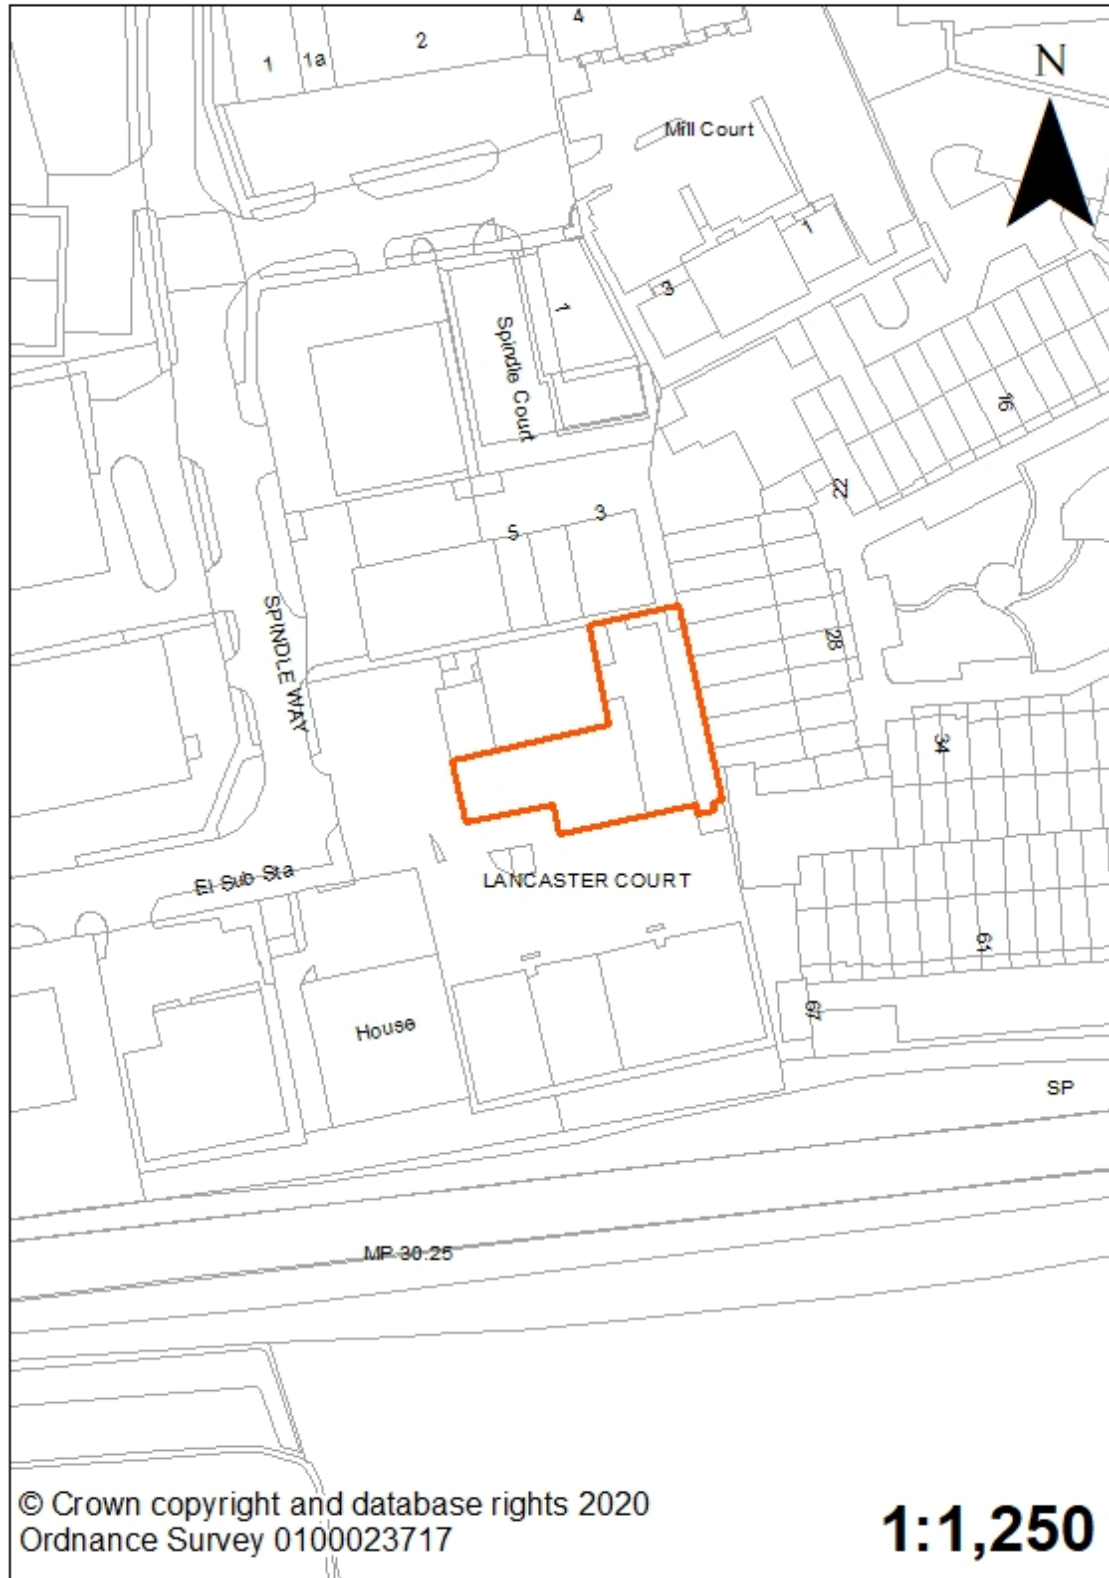 4
2
1
1a
N
Mill Court
1
3
1
Spindle Court
16
22
3
5
SPINDLE WAY
28
34
El Sub Sta
LANCASTER COURT
61
67
House
SP
MP 30.25
© Crown copyright and database rights 2020
Ordnance Survey 0100023717
1:1,250